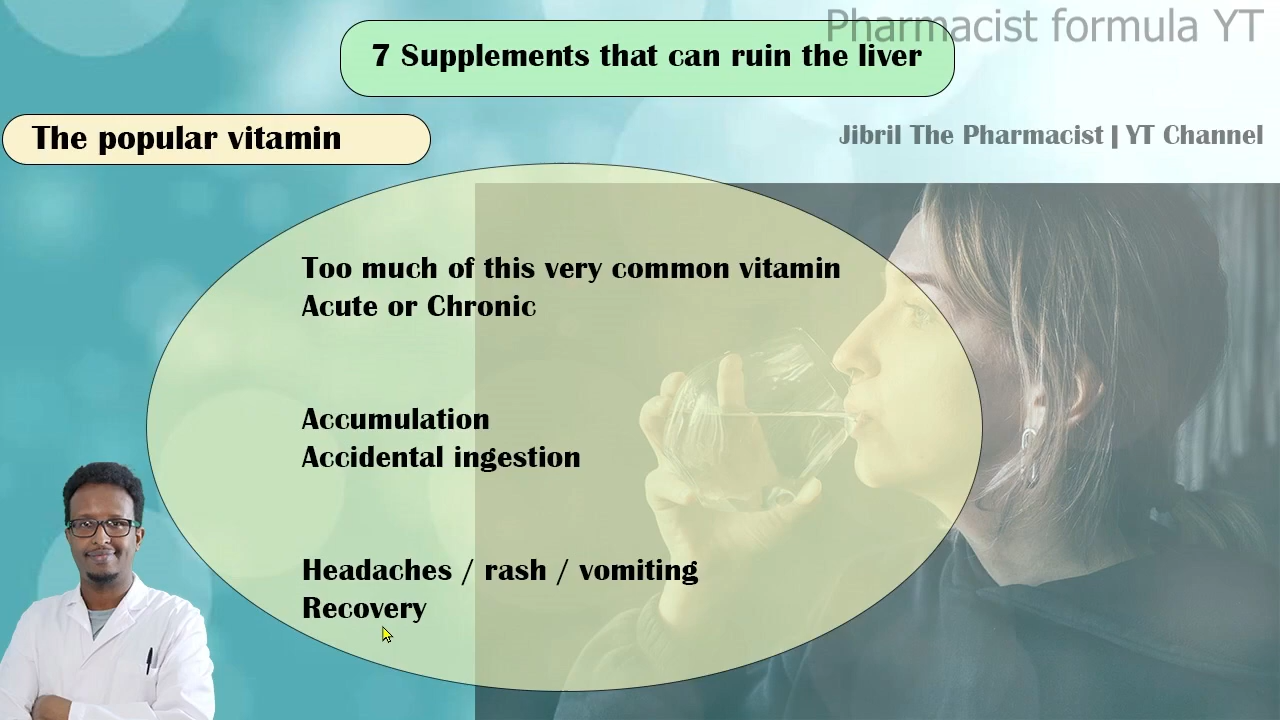 Pharmacist formula YT
7 Supplements that can ruin the liver
The popular vitamin
Jibril The Pharmacist | YT Channel
Too much of this very common vitamin
Acute or Chronic
Accumulation
Accidental ingestion
Headaches / rash / vomiting
Recovery